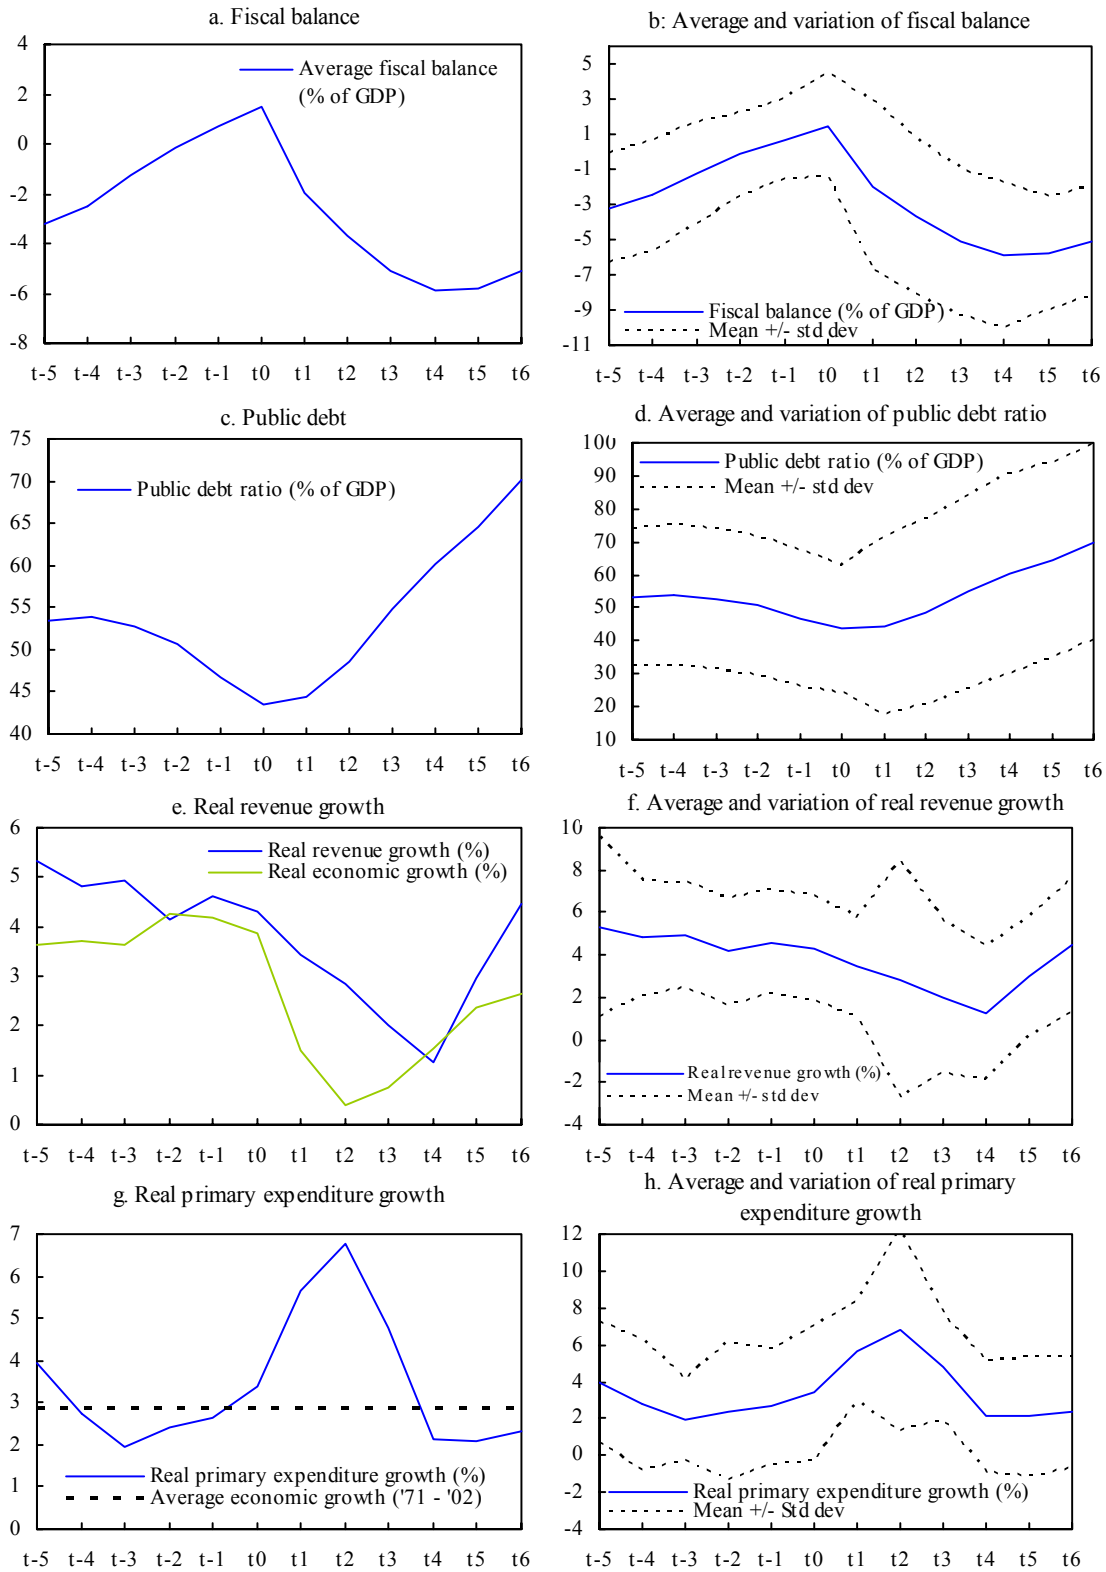 a. Fiscal balance
4
2
0
-2
-4
-6
-8
Average fiscal balance
(% of GDP)
t-5 t-4 t-3 t-2 t-1 t0 t1 t2 t3 t4 t5 t6
b: Average and variation of fiscal balance
5
3
1
-1
-3
-5
-7
-9
-11
Fiscal balance (% of GDP)
Mean +/- std dev
t-5 t-4 t-3 t-2 t-1 t0 t1 t2 t3 t4 t5 t6
c. Public debt
75
70
65
60
55
50
45
40
Public debt ratio (% of GDP)
t-5 t-4 t-3 t-2 t-1 t0 t1 t2 t3 t4 t5 t6
d. Average and variation of public debt ratio
100
90
80
70
60
50
40
30
20
10
Public debt ratio (% of GDP)
Mean +/- std dev
t-5 t-4 t-3 t-2 t-1 t0 t1 t2 t3 t4 t5 t6
e. Real revenue growth
6
5
4
3
2
1
0
Real revenue growth (%)
Real economic growth (%)
t-5 t-4 t-3 t-2 t-1 t0 t1 t2 t3 t4 t5 t6
f. Average and variation of real revenue growth
10
8
6
4
2
0
-2
-4
Real revenue growth (%)
Mean +/- std dev
t-5 t-4 t-3 t-2 t-1 t0 t1 t2 t3 t4 t5 t6
g. Real primary expenditure growth
7
6
5
4
3
2
1
0
Real primary expenditure growth (%)
Average economic growth ('71 - '02)
t-5 t-4 t-3 t-2 t-1 t0 t1 t2 t3 t4 t5 t6
h. Average and variation of real primary
expenditure growth
12
10
8
6
4
2
0
-2
-4
Real primary expenditure growth (%)
Mean +/- Std dev
t-5 t-4 t-3 t-2 t-1 t0 t1 t2 t3 t4 t5 t6